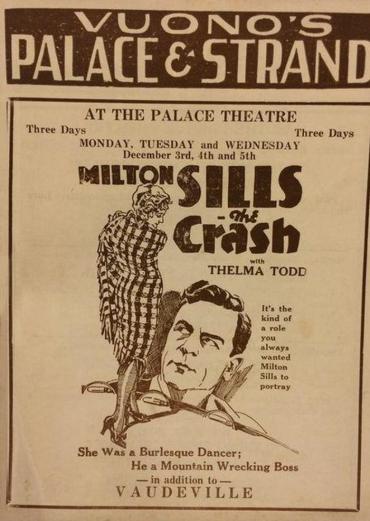 VUONO'S
PALACE & STRAND
AT THE PALACE THEATRE
Three Days Three Days
MONDAY, TUESDAY and WEDNESDAY
December 3rd, 4th and 5th
MILTON SILLS
- The
Crash
with
THELMA TODD
It's the
kind of
a role
you
always
wanted
Milton
Sills to
portray
She Was a Burlesque Dancer;
He a Mountain Wrecking Boss
— in addition to —
VAUDEVILLE